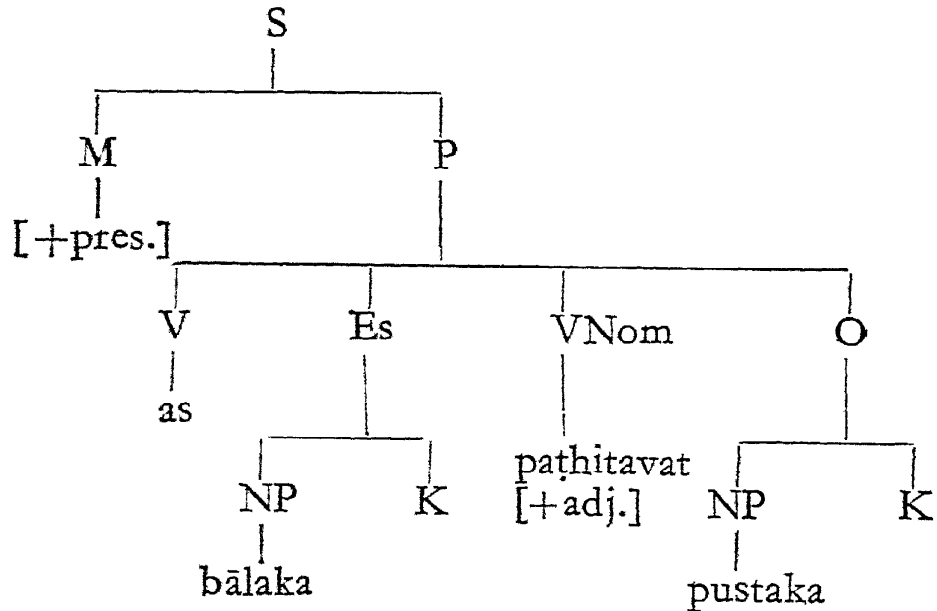 S
M P
[+pres.]
V Es VNom O
as
paṭhitavat
NP K [+adj.] NP K
bālaka pustaka